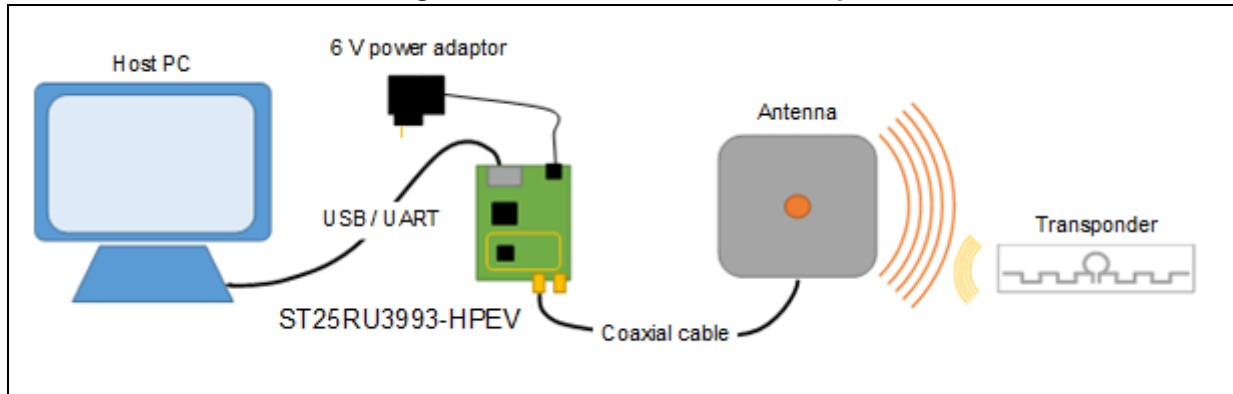 6 V power adaptor
Host PC
Antenna
USB / UART
Transponder
ST25RU3993-HPEV
Coaxial cable